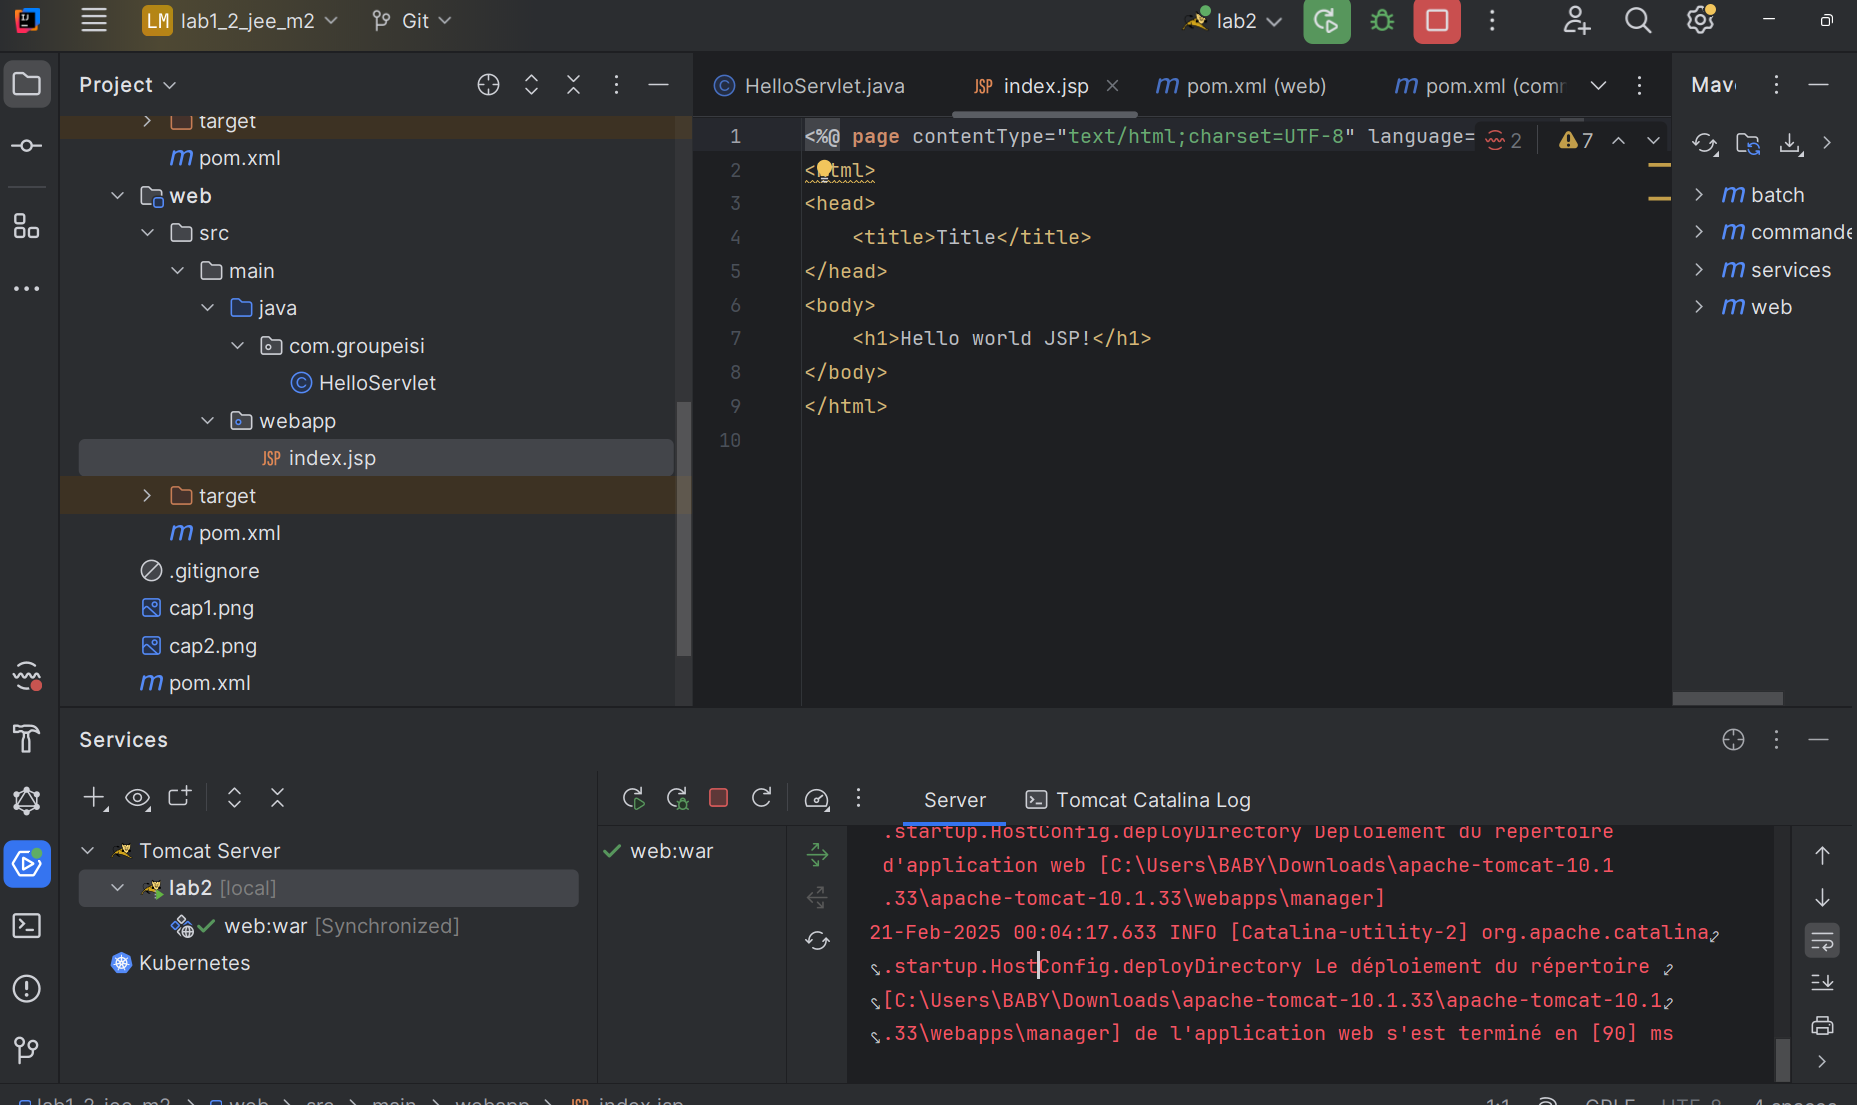 LM lab1_2_jee_m2 Git lab2
Project
target
pom.xml
web
src
main
java
com.groupeisi
HelloServlet
webapp
JSP index.jsp
target
pom.xml
.gitignore
cap1.png
cap2.png
pom.xml
HelloServlet.java JSP index.jsp pom.xml (web) pom.xml (comm
1 <%@ page contentType="text/html;charset=UTF-8" language= 2 7
2 <html>
3 <head>
4 <title>Title</title>
5 </head>
6 <body>
7 <h1>Hello world JSP!</h1>
8 </body>
9 </html>
10
Mav
batch
commande
services
web
Services
Tomcat Server
lab2 [local]
web:war [Synchronized]
Kubernetes
Server Tomcat Catalina Log
web:war
.startup.HostConfig.deployDirectory Déploiement du répertoire
d'application web [C:\Users\BABY\Downloads\apache-tomcat-10.1
.33\apache-tomcat-10.1.33\webapps\manager]
21-Feb-2025 00:04:17.633 INFO [Catalina-utility-2] org.apache.catalina
.startup.HostConfig.deployDirectory Le déploiement du répertoire
[C:\Users\BABY\Downloads\apache-tomcat-10.1.33\apache-tomcat-10.1
.33\webapps\manager] de l'application web s'est terminé en [90] ms
lab1_2_jee_m2 > web > src > main > webapp > JSP index.jsp 1:1 CRLF UTF-8 4 spaces